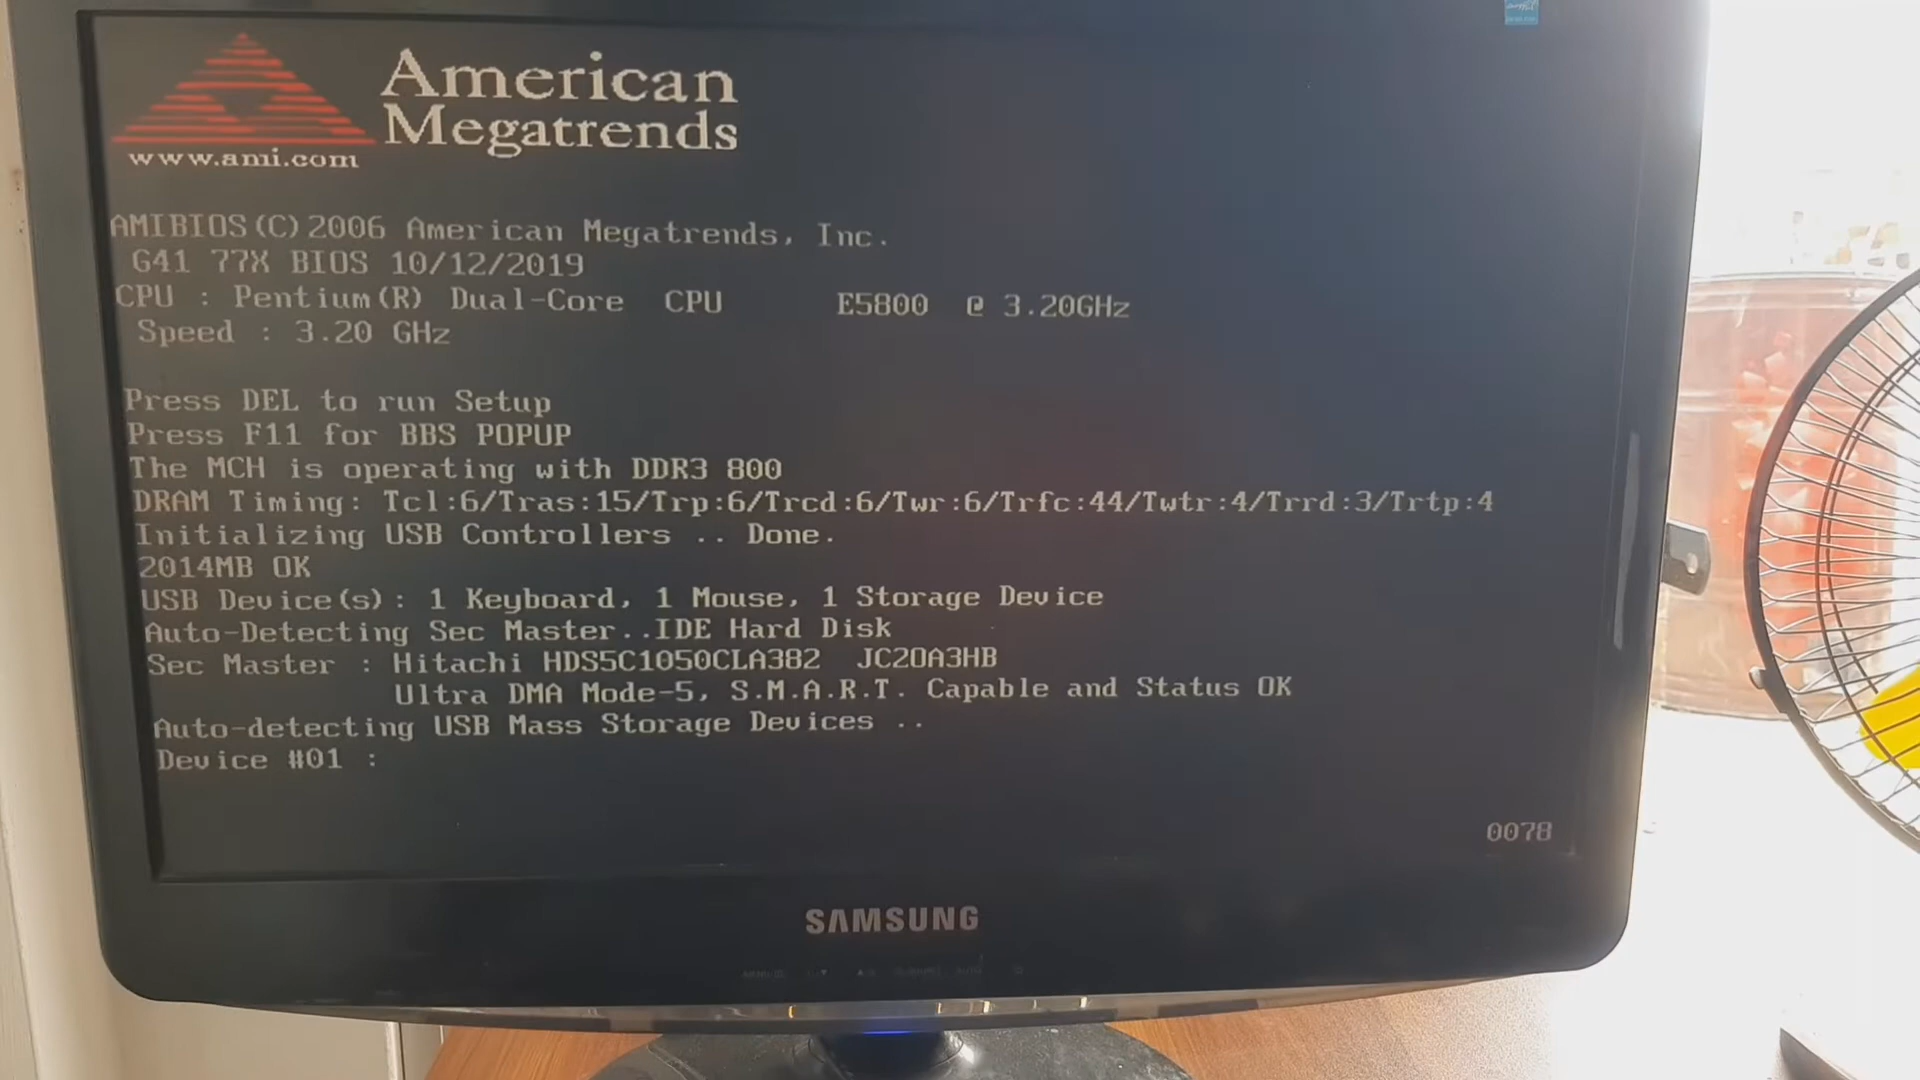 American
Megatrends
www.ami.com
AMIBIOS(C)2006 American Megatrends, Inc.
G41 77X BIOS 10/12/2019
CPU : Pentium(R) Dual-Core CPU E5800 @ 3.20GHz
Speed : 3.20 GHz
Press DEL to run Setup
Press F11 for BBS POPUP
The MCH is operating with DDR3 800
DRAM Timing: Tcl:6/Tras:15/Trp:6/Trcd:6/Twr:6/Trfc:44/Twtr:4/Trrd:3/Trtp:4
Initializing USB Controllers .. Done.
2014MB OK
USB Device(s): 1 Keyboard, 1 Mouse, 1 Storage Device
Auto-Detecting Sec Master..IDE Hard Disk
Sec Master : Hitachi HDS5C1050CLA382 JC2OA3HB
Ultra DMA Mode-5, S.M.A.R.T. Capable and Status OK
Auto-detecting USB Mass Storage Devices ..
Device #01 :
0078
SAMSUNG